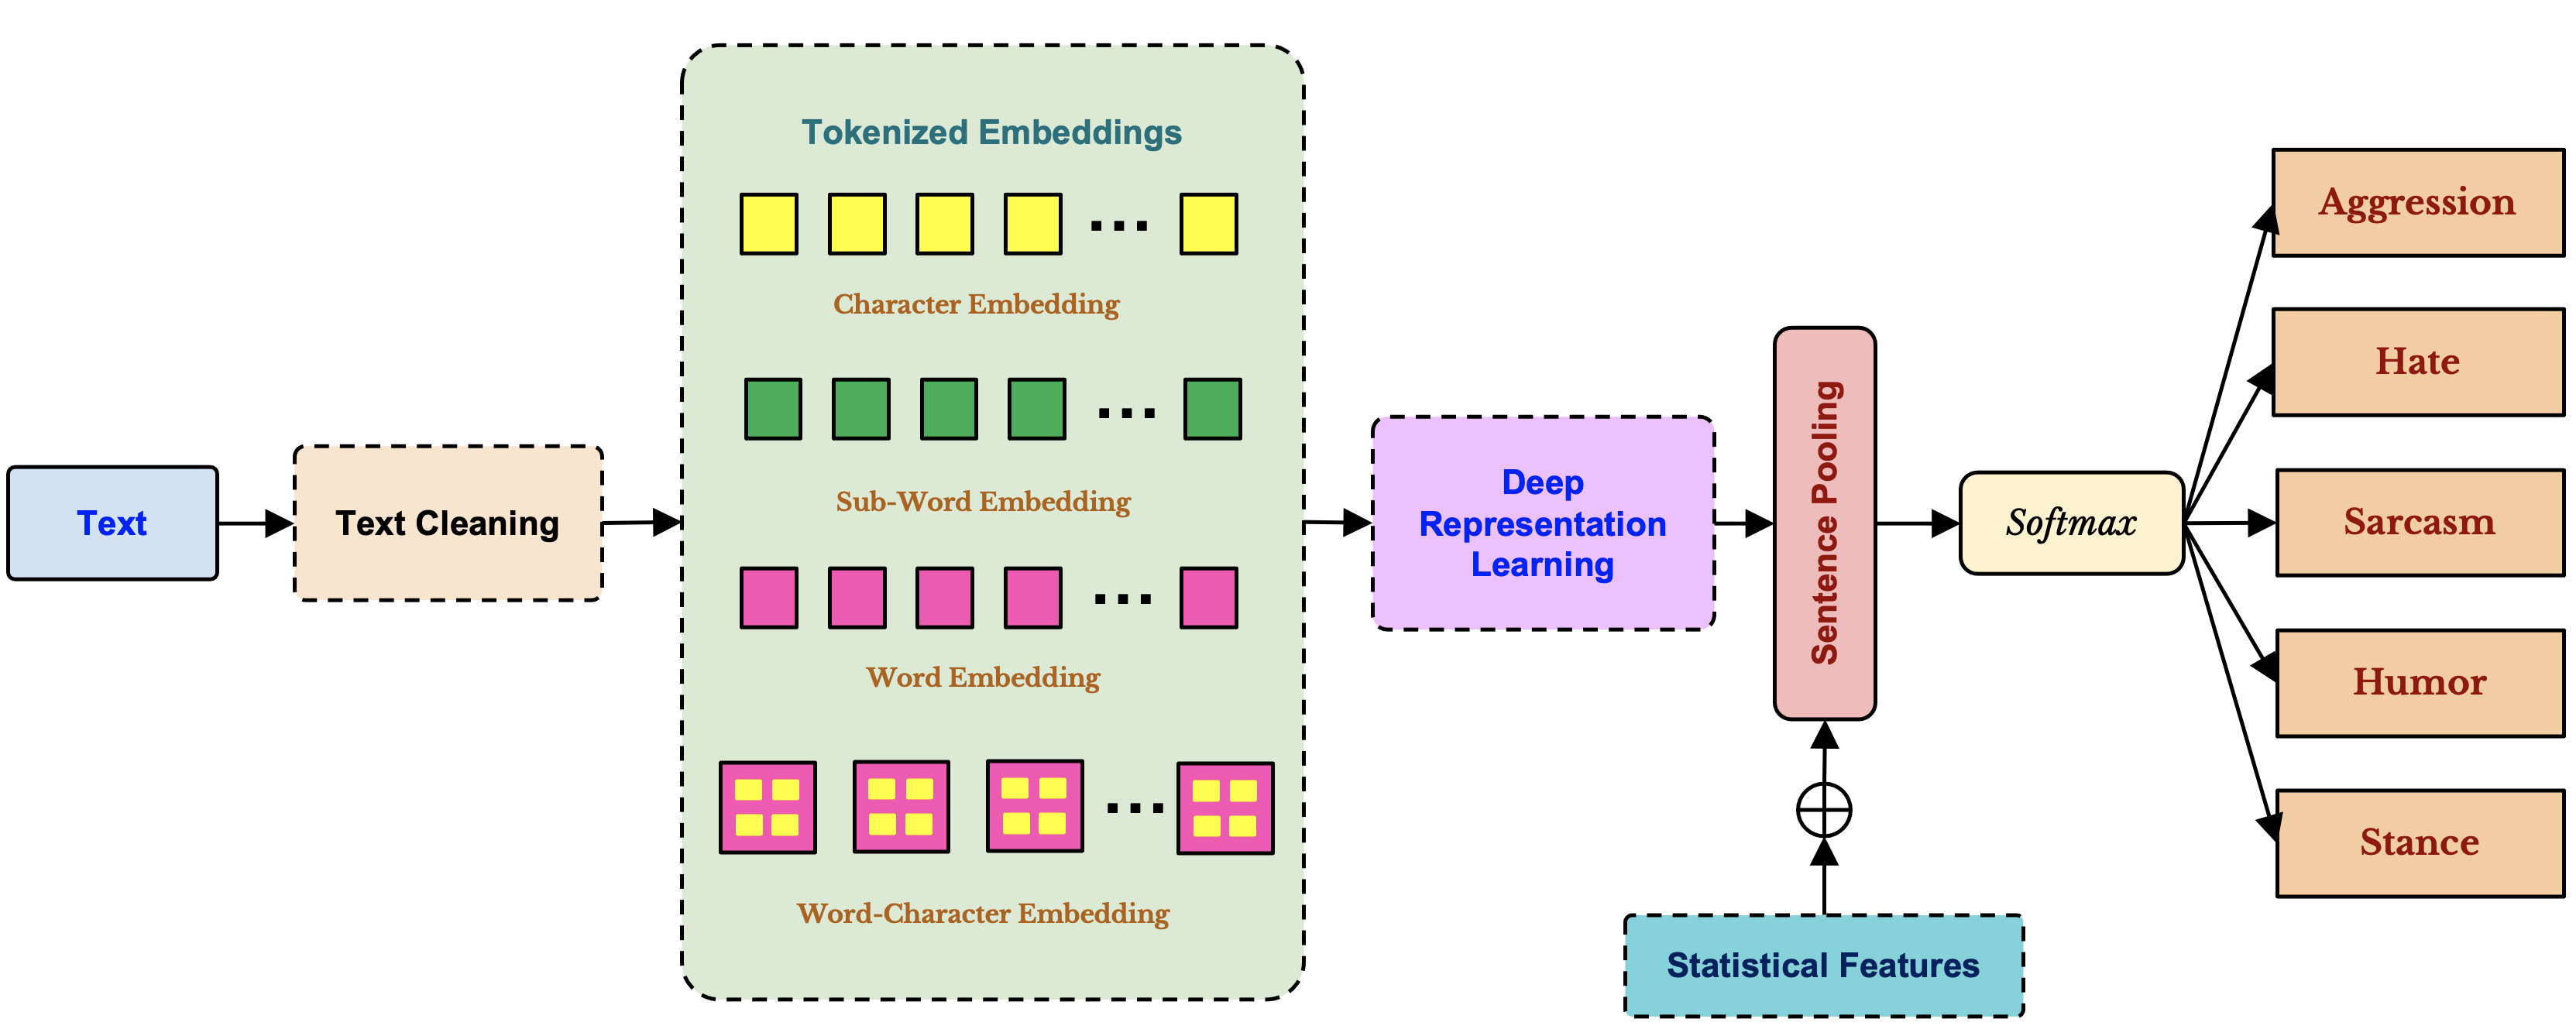 Text
Text Cleaning
Tokenized Embeddings
...
Character Embedding
...
Sub-Word Embedding
...
Word Embedding
...
Word-Character Embedding
Deep
Representation
Learning
Sentence Pooling
Statistical Features
Softmax
Aggression
Hate
Sarcasm
Humor
Stance